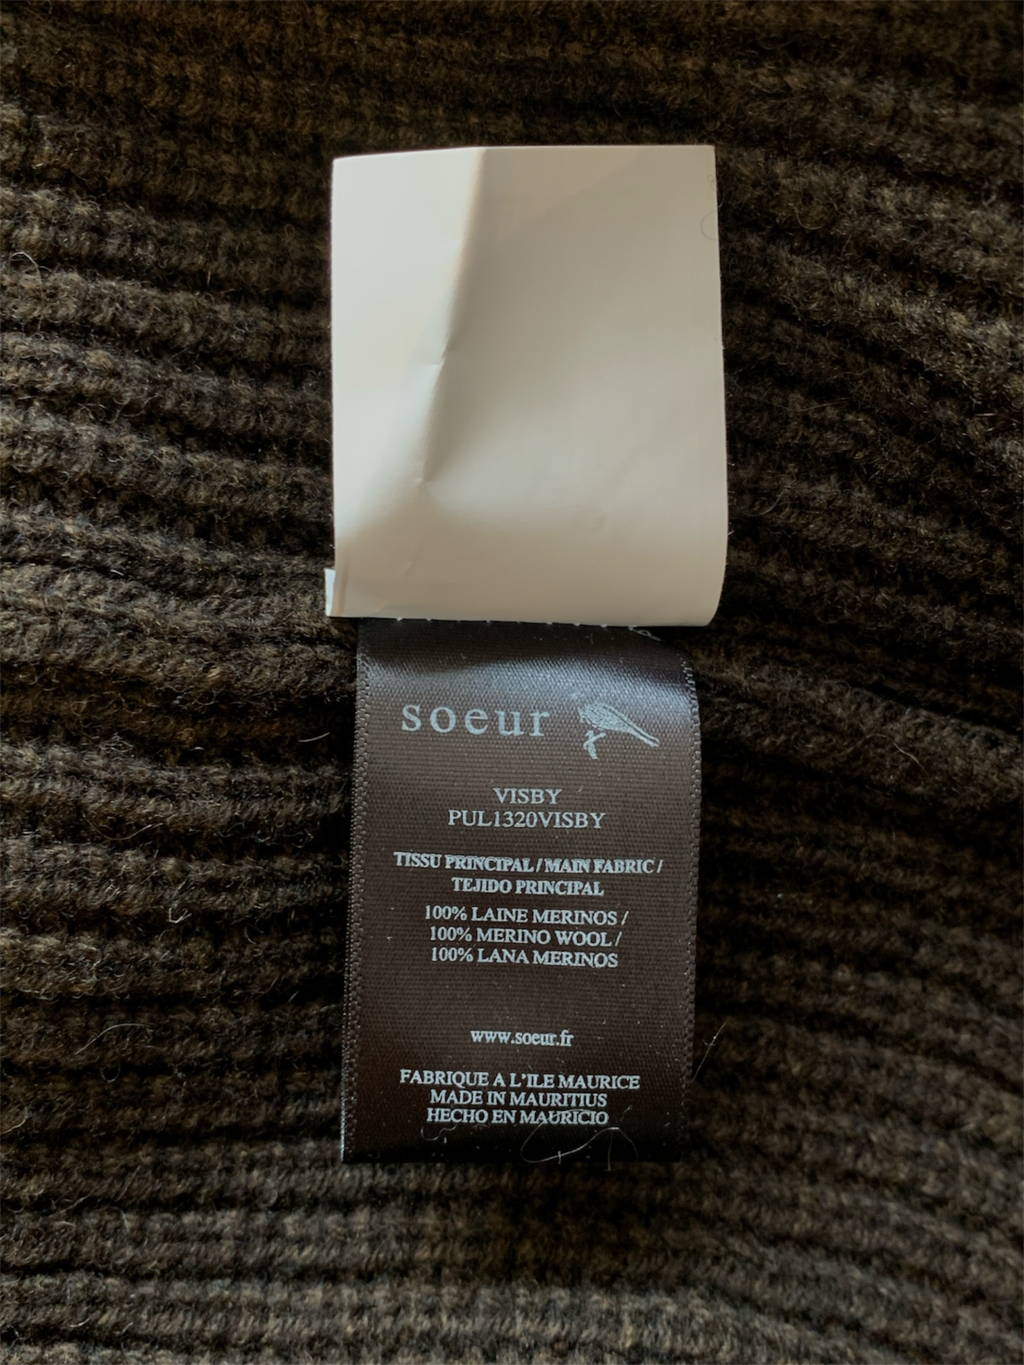 soeur
VISBY
PUL1320VISBY
TISSU PRINCIPAL / MAIN FABRIC /
TEJIDO PRINCIPAL
100% LAINE MERINOS /
100% MERINO WOOL /
100% LANA MERINOS
www.soeur.fr
FABRIQUE A L'ILE MAURICE
MADE IN MAURITIUS
HECHO EN MAURICIO